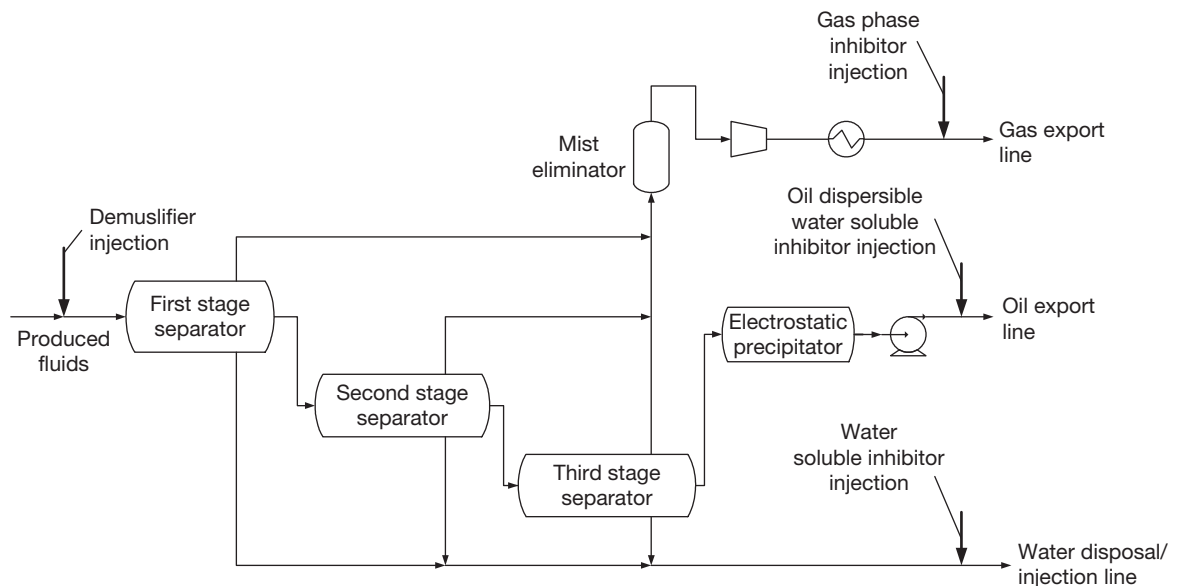 Gas phase
inhibitor
injection
Gas export
line
Mist
eliminator
Oil dispersible
water soluble
inhibitor injection
Demuslifier
injection
First stage
separator
Produced
fluids
Electrostatic
precipitator
Oil export
line
Second stage
separator
Water
soluble inhibitor
injection
Third stage
separator
Water disposal/
injection line